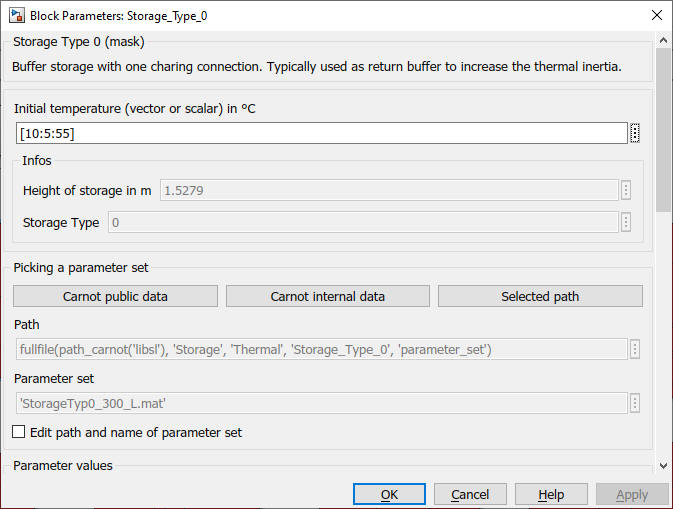 Block Parameters: Storage_Type_0
Storage Type 0 (mask)
Buffer storage with one charing connection. Typically used as return buffer to increase the thermal inertia.
Initial temperature (vector or scalar) in ºC
[10:5:55]
Infos
Height of storage in m 1.5279
Storage Type 0
Picking a parameter set
Carnot public data Carnot internal data Selected path
Path
fullfile(path_carnot('libsl'), 'Storage', 'Thermal', 'Storage_Type_0', 'parameter_set')
Parameter set
'StorageTyp0_300_L.mat'
Edit path and name of parameter set
Parameter values
OK Cancel Help Apply